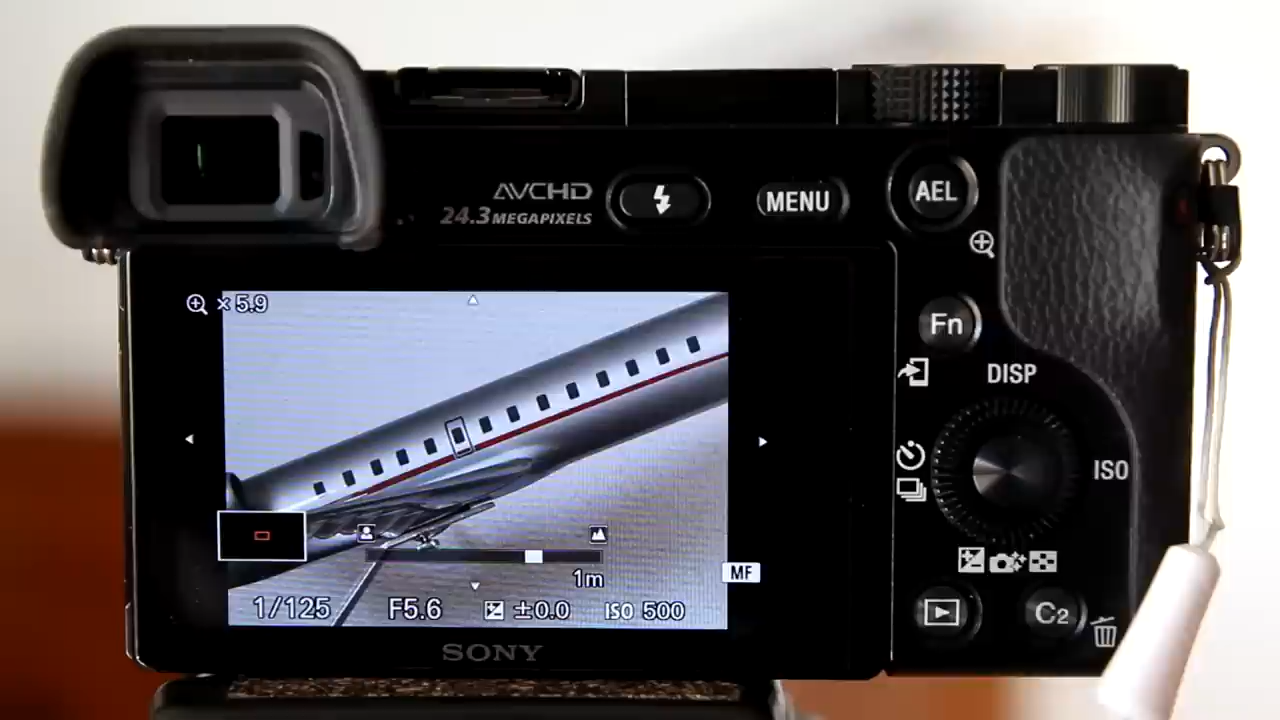 AVCHD
24.3 MEGAPIXELS
MENU
AEL
× 5.9
Fn
DISP
ISO
1m
MF
1/125 F5.6 ±0.0 ISO 500
C2
SONY